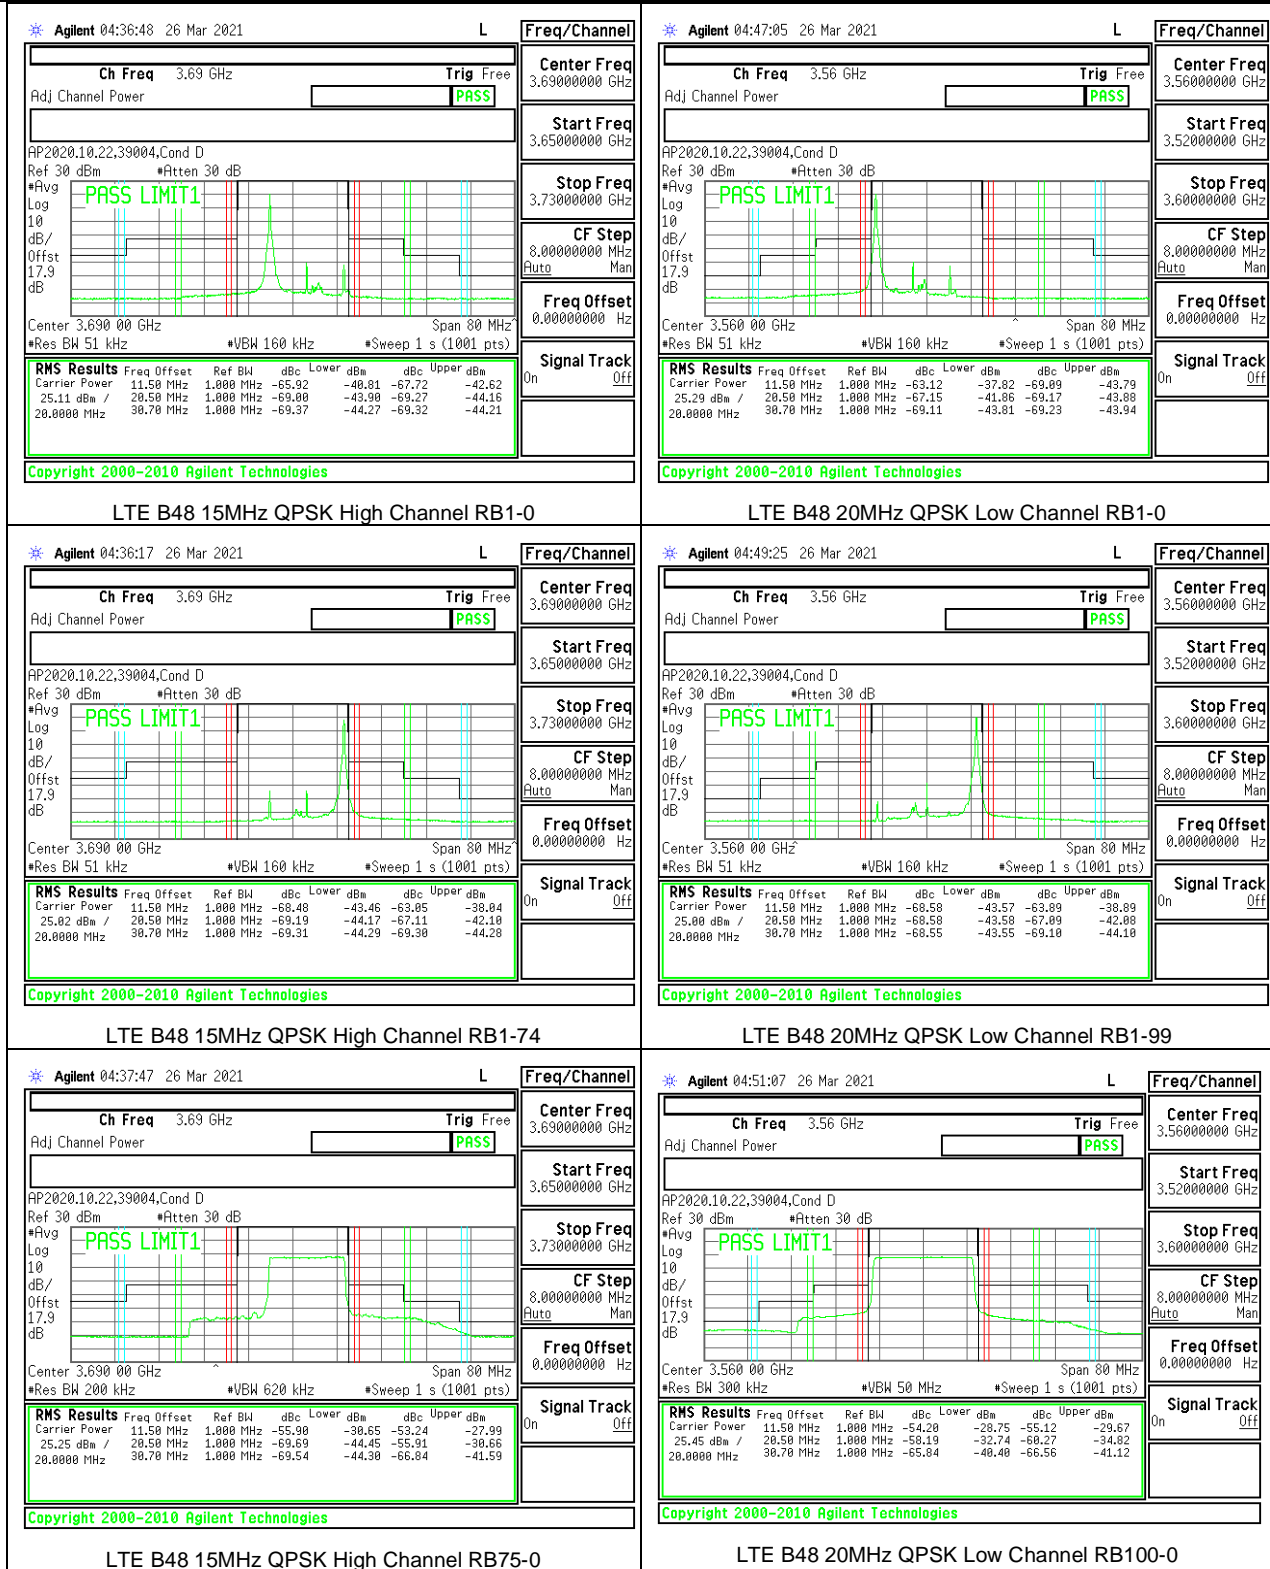 Agilent 04:36:48 26 Mar 2021 L Freq/Channel
Ch Freq 3.69 GHz Trig Free
Adj Channel Power PASS
Center Freq
3.69000000 GHz
Start Freq
3.65000000 GHz
Stop Freq
3.73000000 GHz
CF Step
8.00000000 MHz
Auto Man
Freq Offset
0.00000000 Hz
Signal Track
On Off
AP2020.10.22,39004,Cond D
Ref 30 dBm #Atten 30 dB
#Avg
Log
10
dB/
Offst
17.9
dB
PASS LIMIT1
Center 3.690 00 GHz Span 80 MHz
#Res BW 51 kHz #VBW 160 kHz #Sweep 1 s (1001 pts)
RMS Results Freq Offset Ref BW dBc Lower dBm dBc Upper dBm
Carrier Power 11.50 MHz 1.000 MHz -65.92 -40.81 -67.72 -42.62
25.11 dBm / 20.50 MHz 1.000 MHz -69.00 -43.90 -69.27 -44.16
20.0000 MHz 30.70 MHz 1.000 MHz -69.37 -44.27 -69.32 -44.21
Copyright 2000-2010 Agilent Technologies
LTE B48 15MHz QPSK High Channel RB1-0
Agilent 04:47:05 26 Mar 2021 L Freq/Channel
Ch Freq 3.56 GHz Trig Free
Adj Channel Power PASS
Center Freq
3.56000000 GHz
Start Freq
3.52000000 GHz
Stop Freq
3.60000000 GHz
CF Step
8.00000000 MHz
Auto Man
Freq Offset
0.00000000 Hz
Signal Track
On Off
AP2020.10.22,39004,Cond D
Ref 30 dBm #Atten 30 dB
#Avg
Log
10
dB/
Offst
17.9
dB
PASS LIMIT1
Center 3.560 00 GHz Span 80 MHz
#Res BW 51 kHz #VBW 160 kHz #Sweep 1 s (1001 pts)
RMS Results Freq Offset Ref BW dBc Lower dBm dBc Upper dBm
Carrier Power 11.50 MHz 1.000 MHz -63.12 -37.82 -69.09 -43.79
25.29 dBm / 20.50 MHz 1.000 MHz -67.15 -41.86 -69.17 -43.88
20.0000 MHz 30.70 MHz 1.000 MHz -69.11 -43.81 -69.23 -43.94
Copyright 2000-2010 Agilent Technologies
LTE B48 20MHz QPSK Low Channel RB1-0
Agilent 04:36:17 26 Mar 2021 L Freq/Channel
Ch Freq 3.69 GHz Trig Free
Adj Channel Power PASS
Center Freq
3.69000000 GHz
Start Freq
3.65000000 GHz
Stop Freq
3.73000000 GHz
CF Step
8.00000000 MHz
Auto Man
Freq Offset
0.00000000 Hz
Signal Track
On Off
AP2020.10.22,39004,Cond D
Ref 30 dBm #Atten 30 dB
#Avg
Log
10
dB/
Offst
17.9
dB
PASS LIMIT1
Center 3.690 00 GHz Span 80 MHz
#Res BW 51 kHz #VBW 160 kHz #Sweep 1 s (1001 pts)
RMS Results Freq Offset Ref BW dBc Lower dBm dBc Upper dBm
Carrier Power 11.50 MHz 1.000 MHz -68.48 -43.46 -63.05 -38.04
25.02 dBm / 20.50 MHz 1.000 MHz -69.19 -44.17 -67.11 -42.10
20.0000 MHz 30.70 MHz 1.000 MHz -69.31 -44.29 -69.30 -44.28
Copyright 2000-2010 Agilent Technologies
LTE B48 15MHz QPSK High Channel RB1-74
Agilent 04:49:25 26 Mar 2021 L Freq/Channel
Ch Freq 3.56 GHz Trig Free
Adj Channel Power PASS
Center Freq
3.56000000 GHz
Start Freq
3.52000000 GHz
Stop Freq
3.60000000 GHz
CF Step
8.00000000 MHz
Auto Man
Freq Offset
0.00000000 Hz
Signal Track
On Off
AP2020.10.22,39004,Cond D
Ref 30 dBm #Atten 30 dB
#Avg
Log
10
dB/
Offst
17.9
dB
PASS LIMIT1
Center 3.560 00 GHz Span 80 MHz
#Res BW 51 kHz #VBW 160 kHz #Sweep 1 s (1001 pts)
RMS Results Freq Offset Ref BW dBc Lower dBm dBc Upper dBm
Carrier Power 11.50 MHz 1.000 MHz -68.58 -43.57 -63.89 -38.89
25.00 dBm / 20.50 MHz 1.000 MHz -68.58 -43.58 -67.09 -42.08
20.0000 MHz 30.70 MHz 1.000 MHz -68.55 -43.55 -69.10 -44.10
Copyright 2000-2010 Agilent Technologies
LTE B48 20MHz QPSK Low Channel RB1-99
Agilent 04:37:47 26 Mar 2021 L Freq/Channel
Ch Freq 3.69 GHz Trig Free
Adj Channel Power PASS
Center Freq
3.69000000 GHz
Start Freq
3.65000000 GHz
Stop Freq
3.73000000 GHz
CF Step
8.00000000 MHz
Auto Man
Freq Offset
0.00000000 Hz
Signal Track
On Off
AP2020.10.22,39004,Cond D
Ref 30 dBm #Atten 30 dB
#Avg
Log
10
dB/
Offst
17.9
dB
PASS LIMIT1
Center 3.690 00 GHz Span 80 MHz
#Res BW 200 kHz #VBW 620 kHz #Sweep 1 s (1001 pts)
RMS Results Freq Offset Ref BW dBc Lower dBm dBc Upper dBm
Carrier Power 11.50 MHz 1.000 MHz -55.90 -30.65 -53.24 -27.99
25.25 dBm / 20.50 MHz 1.000 MHz -69.69 -44.45 -55.91 -30.66
20.0000 MHz 30.70 MHz 1.000 MHz -69.54 -44.30 -66.84 -41.59
Copyright 2000-2010 Agilent Technologies
LTE B48 15MHz QPSK High Channel RB75-0
Agilent 04:51:07 26 Mar 2021 L Freq/Channel
Ch Freq 3.56 GHz Trig Free
Adj Channel Power PASS
Center Freq
3.56000000 GHz
Start Freq
3.52000000 GHz
Stop Freq
3.60000000 GHz
CF Step
8.00000000 MHz
Auto Man
Freq Offset
0.00000000 Hz
Signal Track
On Off
AP2020.10.22,39004,Cond D
Ref 30 dBm #Atten 30 dB
#Avg
Log
10
dB/
Offst
17.9
dB
PASS LIMIT1
Center 3.560 00 GHz Span 80 MHz
#Res BW 300 kHz #VBW 50 MHz #Sweep 1 s (1001 pts)
RMS Results Freq Offset Ref BW dBc Lower dBm dBc Upper dBm
Carrier Power 11.50 MHz 1.000 MHz -54.20 -28.75 -55.12 -29.67
25.45 dBm / 20.50 MHz 1.000 MHz -58.19 -32.74 -60.27 -34.82
20.0000 MHz 30.70 MHz 1.000 MHz -65.84 -40.40 -66.56 -41.12
Copyright 2000-2010 Agilent Technologies
LTE B48 20MHz QPSK Low Channel RB100-0